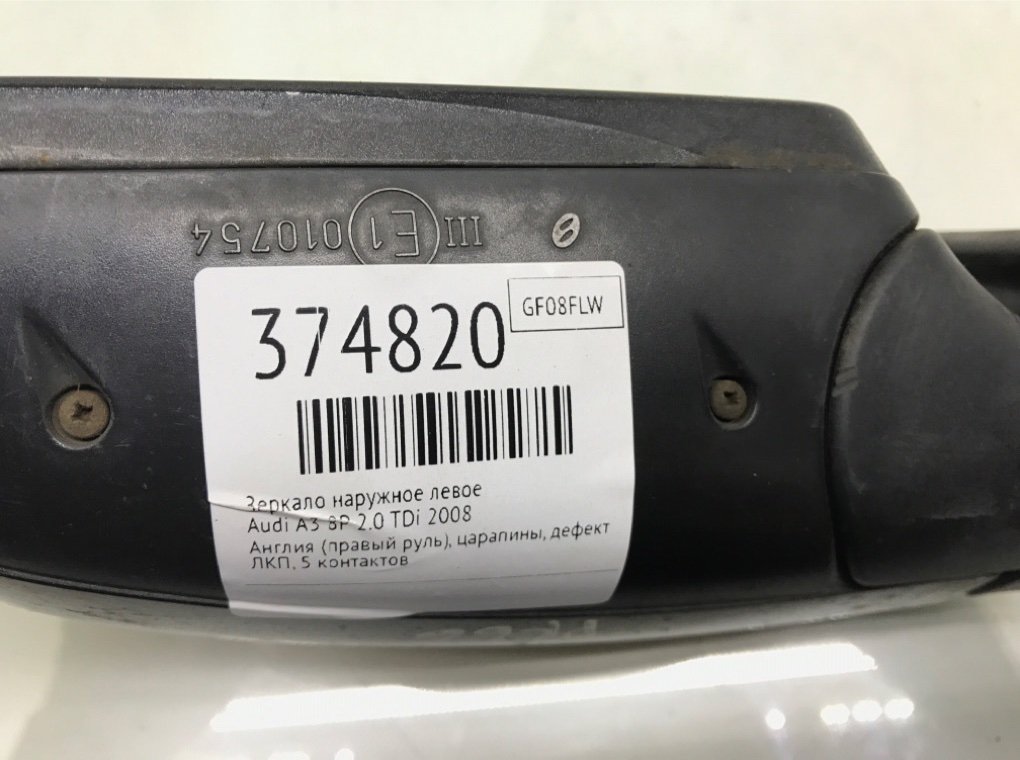 III E1 010754
8
374820
GF08FLW
Зеркало наружное левое
Audi A3 8P 2.0 TDi 2008
Англия (правый руль), царапины, дефект
ЛКП, 5 контактов